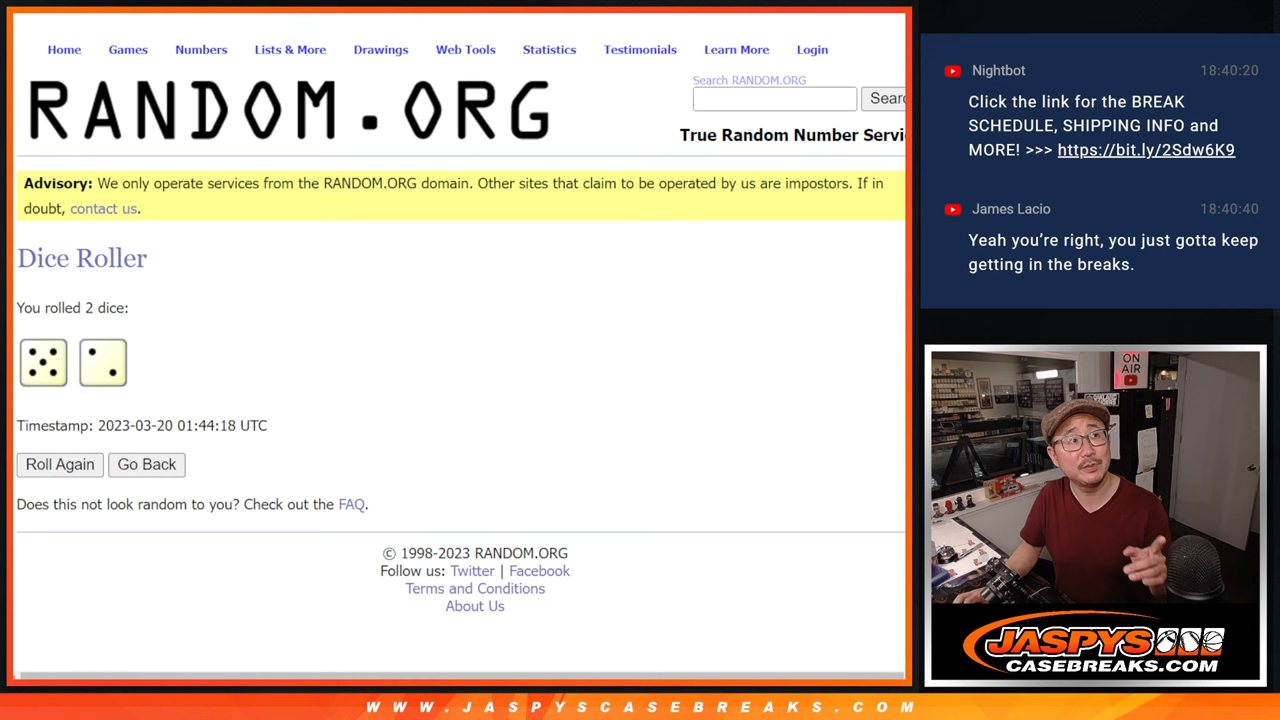 Home Games Numbers Lists & More Drawings Web Tools Statistics Testimonials Learn More Login
RANDOM.ORG
Search RANDOM.ORG
Searc
True Random Number Servi
Advisory: We only operate services from the RANDOM.ORG domain. Other sites that claim to be operated by us are impostors. If in
doubt, contact us.
Dice Roller
You rolled 2 dice:
Timestamp: 2023-03-20 01:44:18 UTC
Roll Again Go Back
Does this not look random to you? Check out the FAQ.
© 1998-2023 RANDOM.ORG
Follow us: Twitter | Facebook
Terms and Conditions
About Us
Nightbot 18:40:20
Click the link for the BREAK
SCHEDULE, SHIPPING INFO and
MORE! >>> https://bit.ly/2Sdw6K9
James Lacio 18:40:40
Yeah you’re right, you just gotta keep
getting in the breaks.
ON
AIR
JASPYS
CASEBREAKS.COM
WWW.JASPYSCASEBREAKS.COM